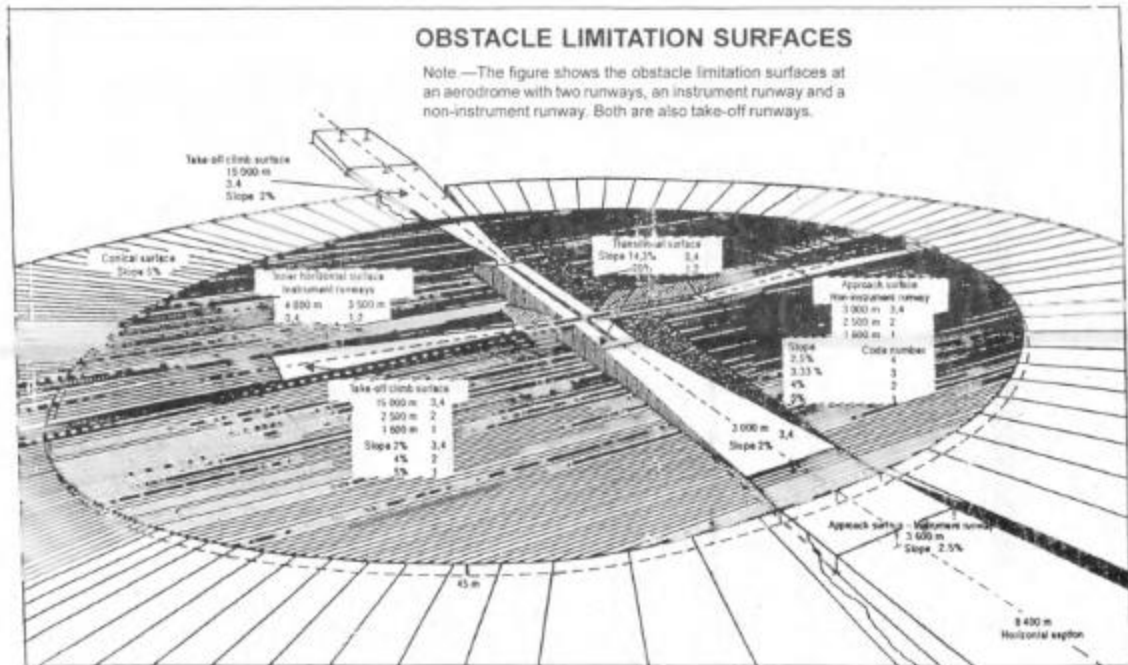 OBSTACLE LIMITATION SURFACES
Note.—The figure shows the obstacle limitation surfaces at
an aerodrome with two runways, an instrument runway and a
non-instrument runway. Both are also take-off runways.
Take-off climb surface
15 000 m
3,4
Slope 2%
Conical surface
Slope 5%
Inner horizontal surface
Instrument runways
4 000 m 3 500 m
3,4 1,2
Transitional surface
Slope 14,3% 3,4
20% 1,2
Approach surface
Non-instrument runway
3 000 m 3,4
2 500 m 2
1 600 m 1
Slope Code number
2.5% 4
3.33 % 3
4% 2
5% 1
Take-off climb surface
15 000 m 3,4
2 500 m 2
1 600 m 1
Slope 2% 3,4
4% 2
5% 1
3 000 m 3,4
Slope 2%
Approach surface - Instrument runway
3 600 m
Slope 2.5%
45 m
8 400 m
Horizontal section